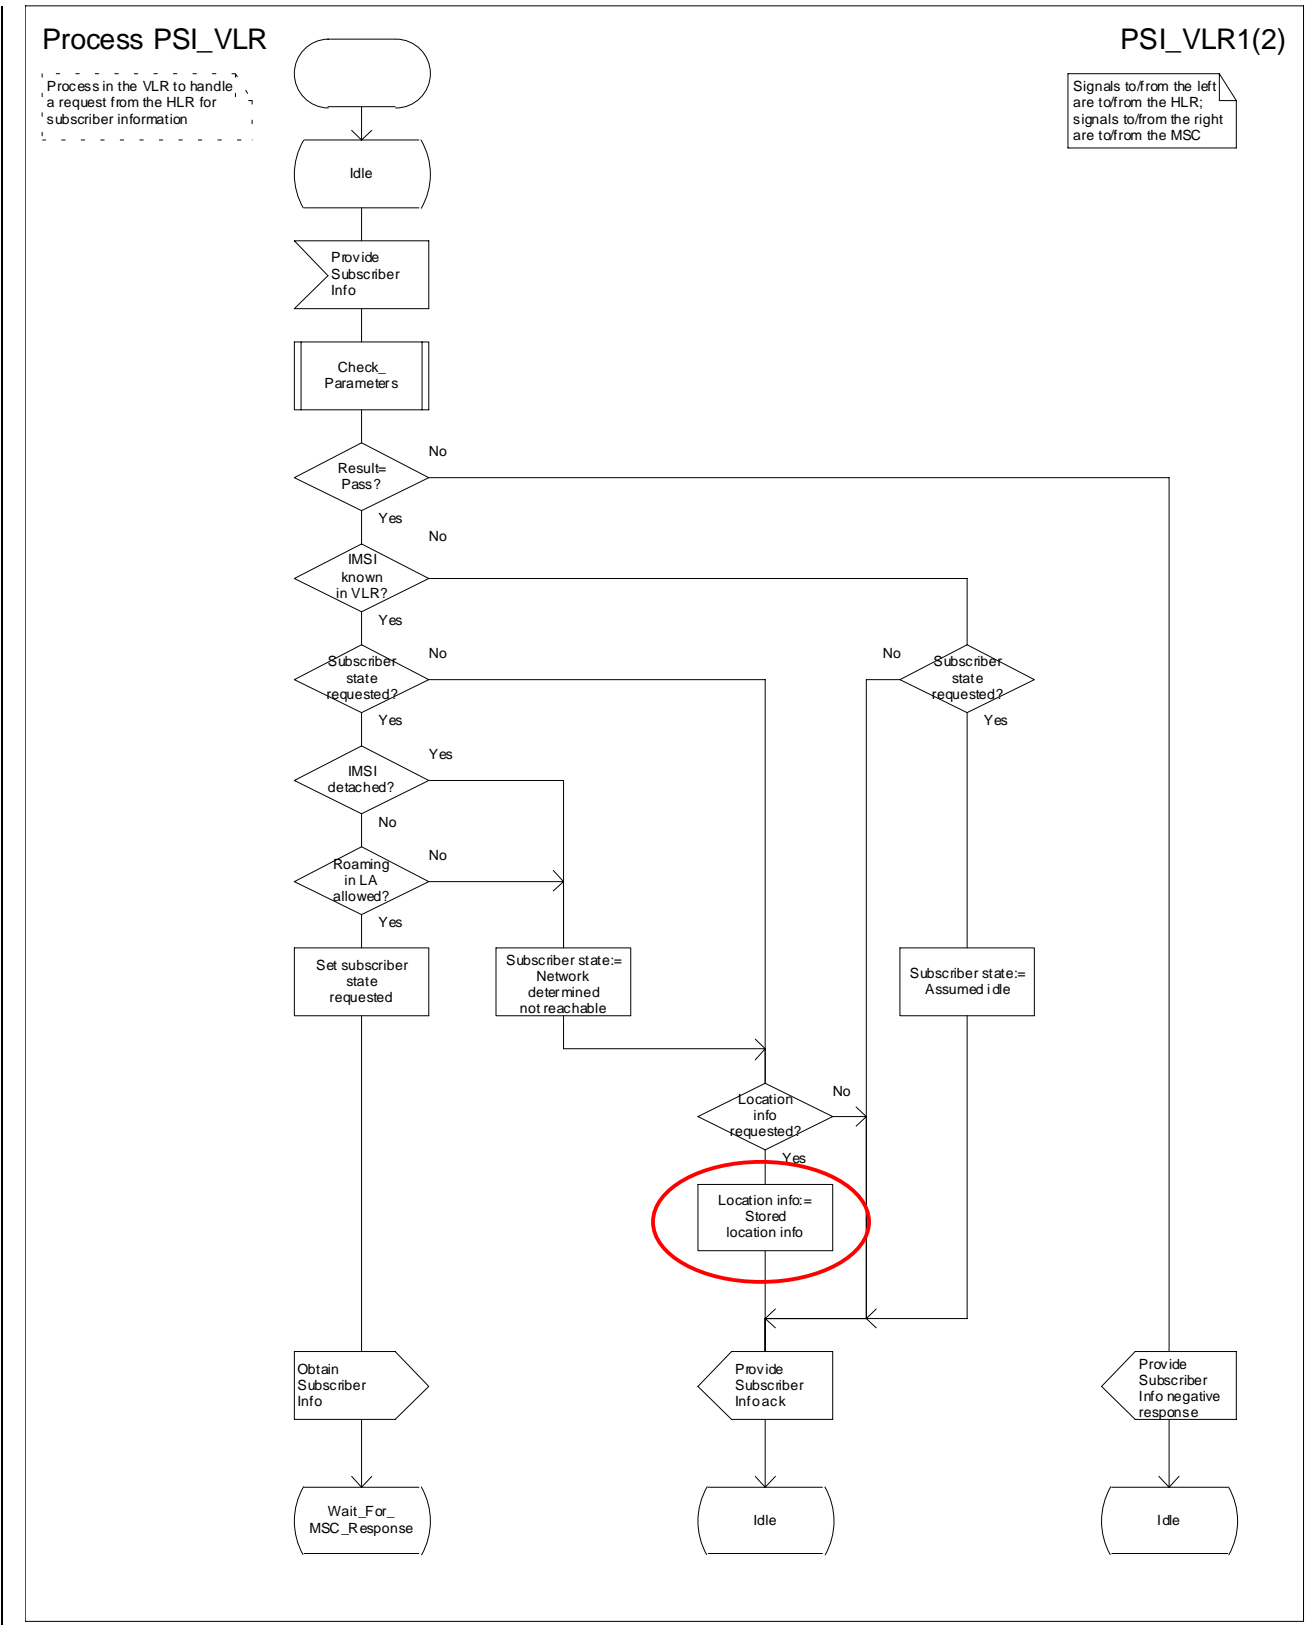 Process PSI_VLR
PSI_VLR1(2)
Process in the VLR to handle
a request from the HLR for
subscriber information
Signals to/from the left
are to/from the HLR;
signals to/from the right
are to/from the MSC
Idle
Provide
Subscriber
Info
Check_
Parameters
Result=
Pass?
No
Yes
IMSI
known
in VLR?
No
Yes
Subscriber
state
requested?
No
Yes
No
Subscriber
state
requested?
Yes
IMSI
detached?
Yes
No
Roaming
in LA
allowed?
No
Yes
Set subscriber
state
requested
Subscriber state:=
Network
determined
not reachable
Subscriber state:=
Assumed idle
Location
info
requested?
No
Yes
Location info:=
Stored
location info
Obtain
Subscriber
Info
Provide
Subscriber
Info ack
Provide
Subscriber
Info negative
response
Wait_For_
MSC_Response
Idle
Idle